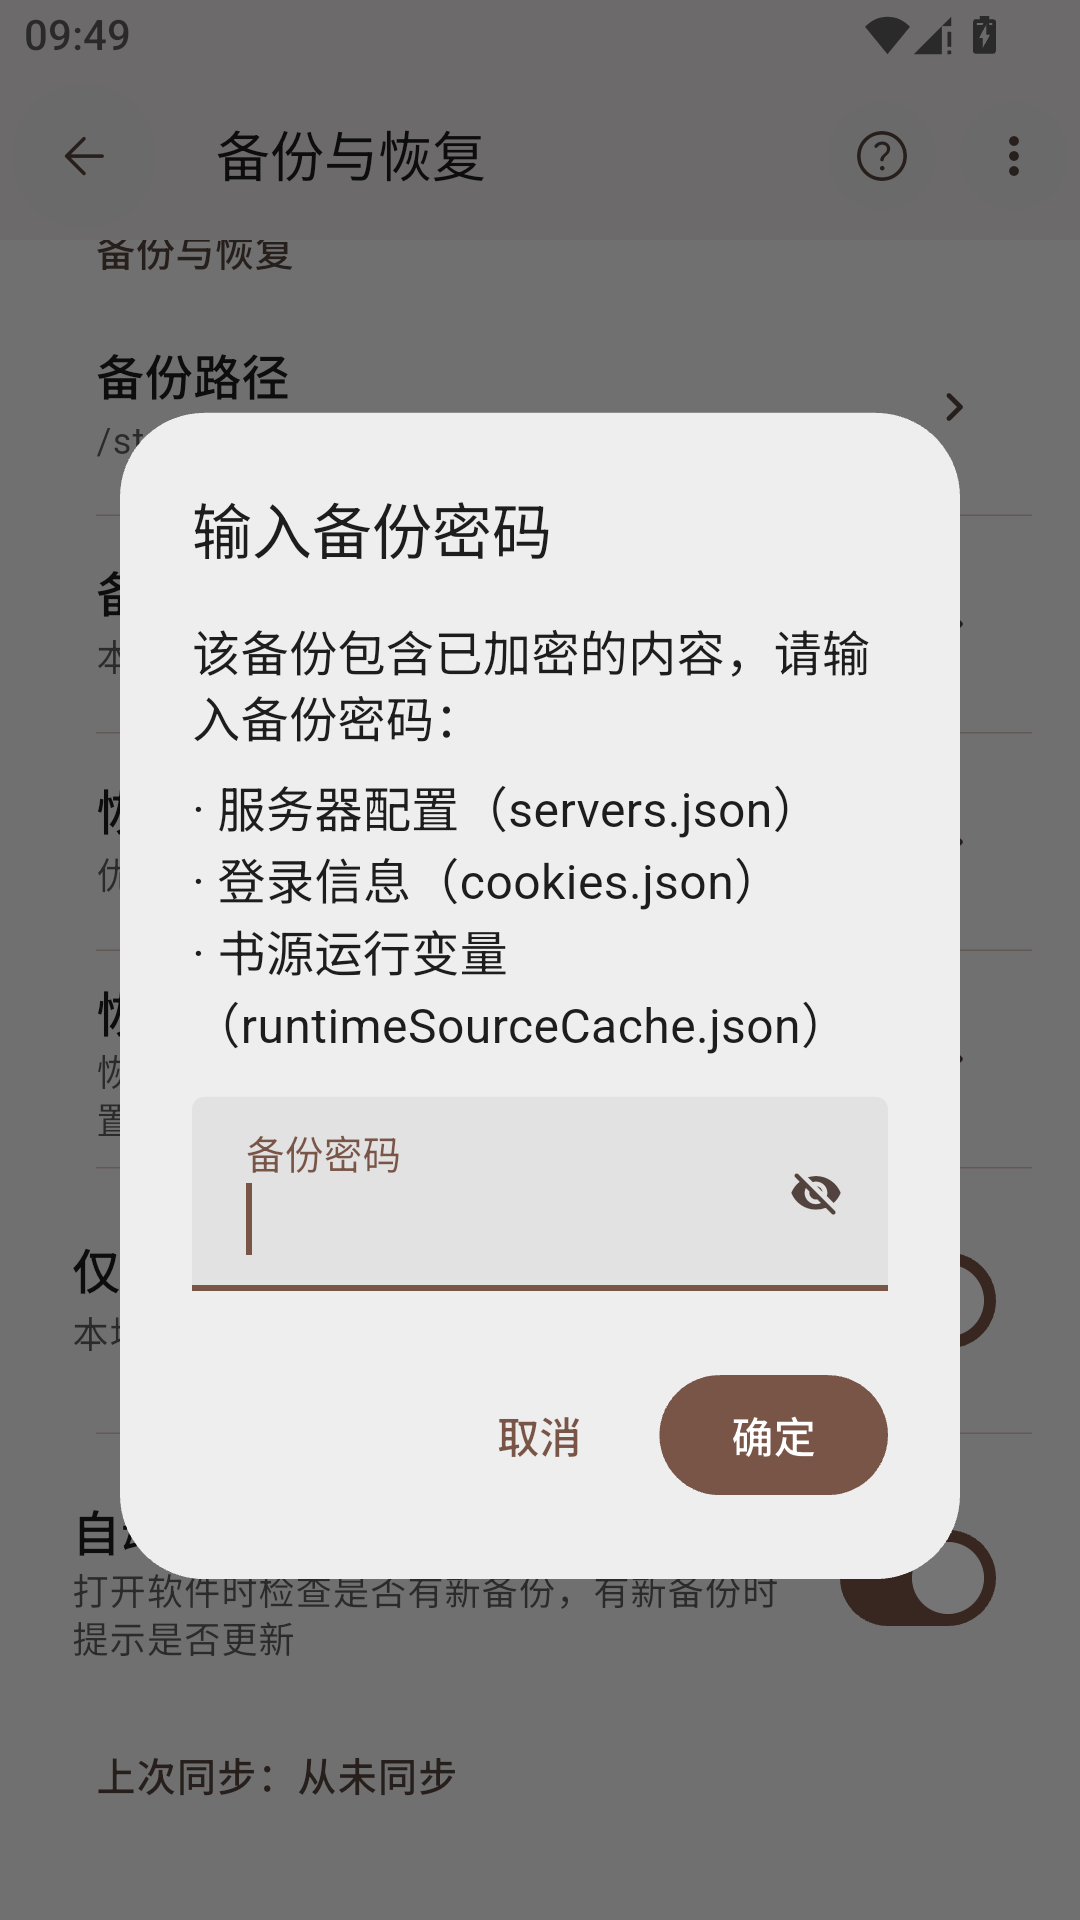 09:49
备份与恢复
备份与恢复
备份路径
/st
输入备份密码
该备份包含已加密的内容，请输
入备份密码：
· 服务器配置（servers.json）
· 登录信息（cookies.json）
· 书源运行变量
（runtimeSourceCache.json）
备份密码
取消
确定
仅
本
自动
打开软件时检查是否有新备份，有新备份时
提示是否更新
上次同步：从未同步